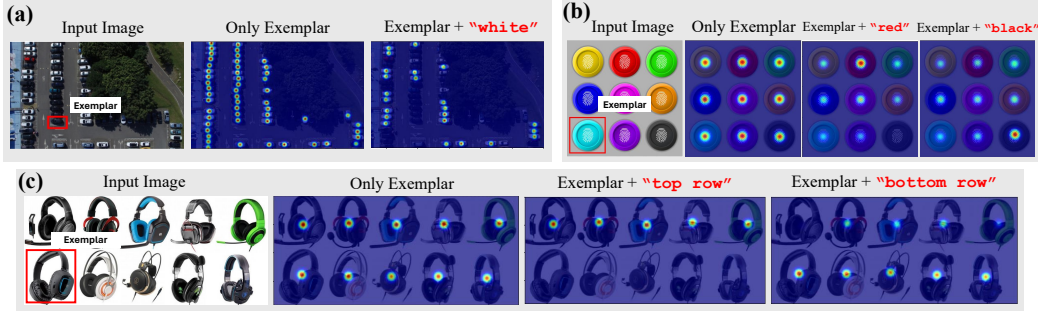 (a)
Input Image
Only Exemplar
Exemplar + "white"
Exemplar
(b)
Input Image
Only Exemplar
Exemplar + "red"
Exemplar + "black"
Exemplar
(c)
Input Image
Only Exemplar
Exemplar + "top row"
Exemplar + "bottom row"
Exemplar